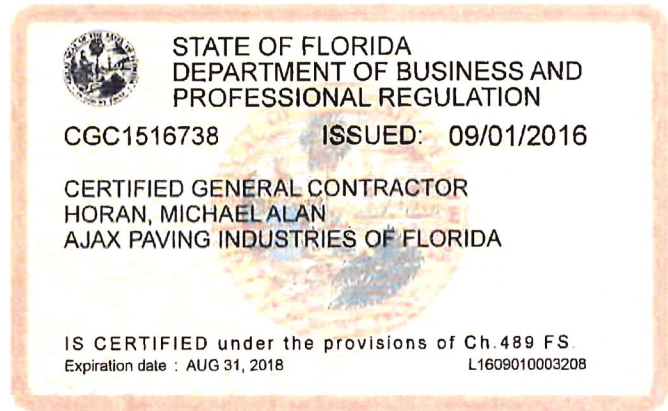 STATE OF FLORIDA
DEPARTMENT OF BUSINESS AND
PROFESSIONAL REGULATION
CGC1516738 ISSUED: 09/01/2016
CERTIFIED GENERAL CONTRACTOR
HORAN, MICHAEL ALAN
AJAX PAVING INDUSTRIES OF FLORIDA
IS CERTIFIED under the provisions of Ch.489 FS.
Expiration date : AUG 31, 2018 L1609010003208